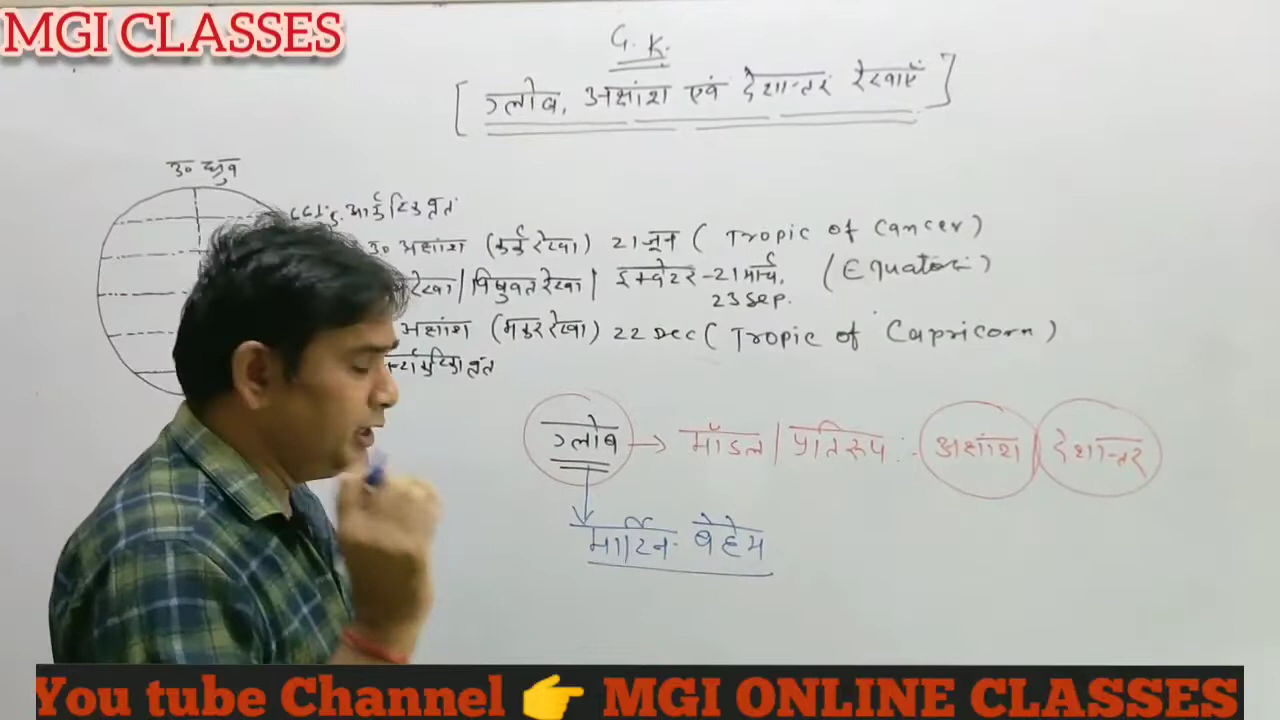 MGI CLASSES
G.K.
[ ग्लोब, अक्षांश एवं देशान्तर रेखाएँ ]
उ० ध्रुव
आर्कटिक वृत
उ० अक्षांश (कर्क रेखा) 21 जून ( Tropic of Cancer)
रेखा / विषुवत रेखा / इक्वेटर - 21 मार्च, (Equator)
23 Sep.
अक्षांश (मकर रेखा) 22 Dec ( Tropic of Capricorn )
ग्लोब → मॉडल / प्रतिरूप :- अक्षांश देशान्तर
मार्टिन बेहेम
You tube Channel 👉 MGI ONLINE CLASSES